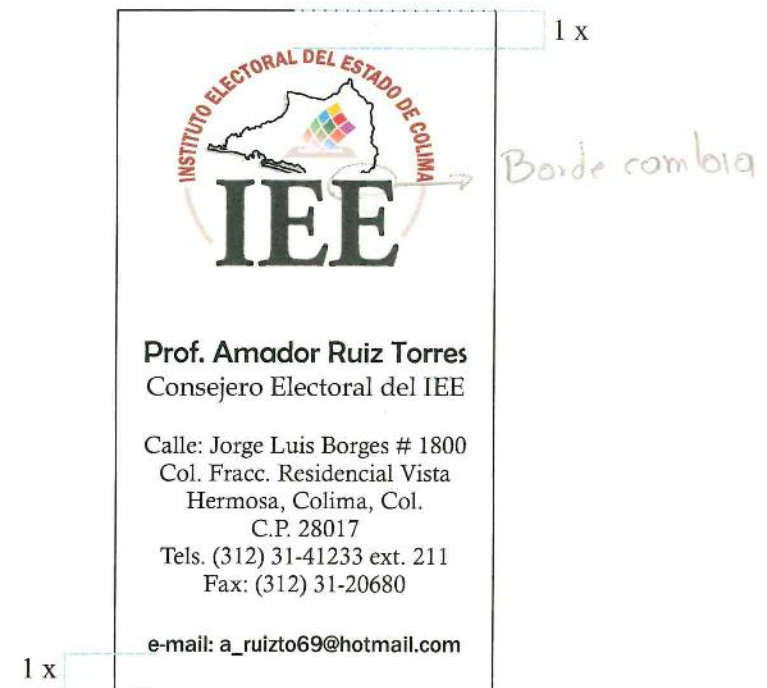 1 x
INSTITUTO ELECTORAL DEL ESTADO DE COLIMA
Borde cambia
IEE
Prof. Amador Ruiz Torres
Consejero Electoral del IEE
Calle: Jorge Luis Borges # 1800
Col. Fracc. Residencial Vista
Hermosa, Colima, Col.
C.P. 28017
Tels. (312) 31-41233 ext. 211
Fax: (312) 31-20680
e-mail: a_ruizto69@hotmail.com
1 x